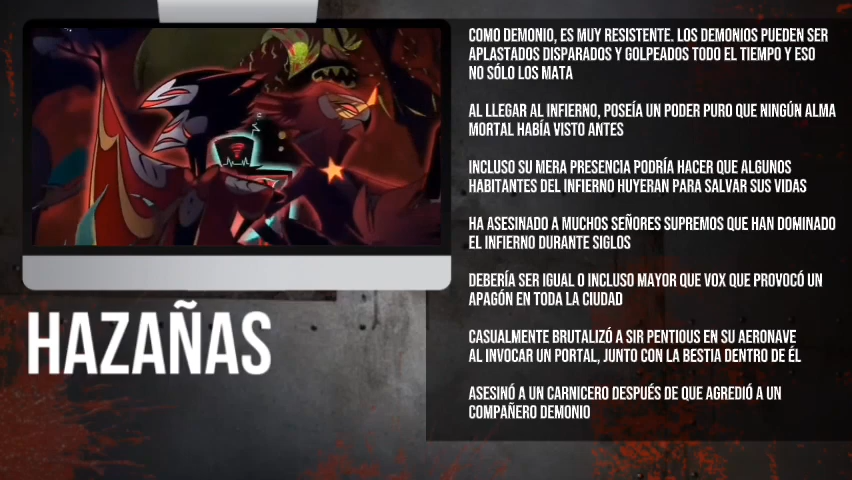 COMO DEMONIO, ES MUY RESISTENTE. LOS DEMONIOS PUEDEN SER
APLASTADOS DISPARADOS Y GOLPEADOS TODO EL TIEMPO Y ESO
NO SÓLO LOS MATA
AL LLEGAR AL INFIERNO, POSEÍA UN PODER PURO QUE NINGÚN ALMA
MORTAL HABÍA VISTO ANTES
INCLUSO SU MERA PRESENCIA PODRÍA HACER QUE ALGUNOS
HABITANTES DEL INFIERNO HUYERAN PARA SALVAR SUS VIDAS
HA ASESINADO A MUCHOS SEÑORES SUPREMOS QUE HAN DOMINADO
EL INFIERNO DURANTE SIGLOS
DEBERÍA SER IGUAL O INCLUSO MAYOR QUE VOX QUE PROVOCÓ UN
APAGÓN EN TODA LA CIUDAD
CASUALMENTE BRUTALIZÓ A SIR PENTIOUS EN SU AERONAVE
AL INVOCAR UN PORTAL, JUNTO CON LA BESTIA DENTRO DE ÉL
ASESINÓ A UN CARNICERO DESPUÉS DE QUE AGREDIÓ A UN
COMPAÑERO DEMONIO
HAZAÑAS